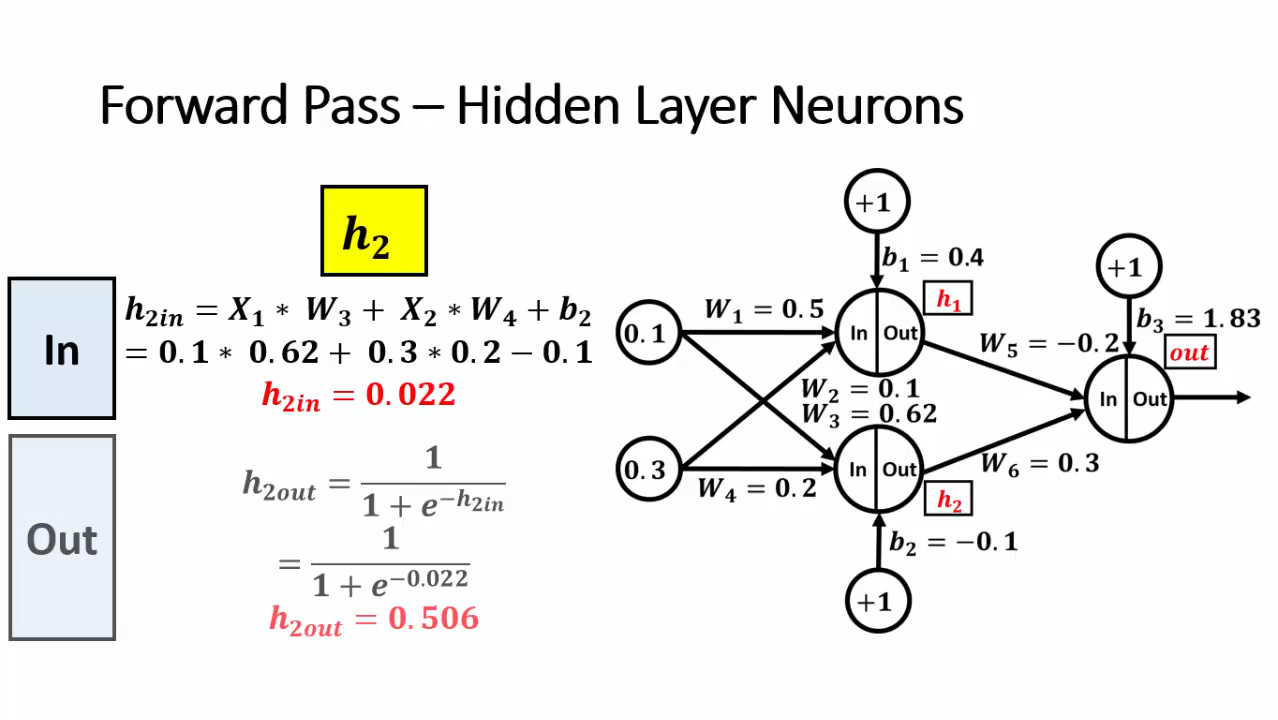 Forward Pass – Hidden Layer Neurons
h₂
In
h₂ᵢₙ = X₁ * W₃ + X₂ * W₄ + b₂
= 0.1 * 0.62 + 0.3 * 0.2 − 0.1
h₂ᵢₙ = 0.022
Out
h₂ₒᵤₜ = 1 / (1 + e^(−h₂ᵢₙ))
= 1 / (1 + e^(−0.022))
h₂ₒᵤₜ = 0.506
+1
b₁ = 0.4
h₁
0.1
W₁ = 0.5
In Out
+1
b₃ = 1.83
out
W₅ = −0.2
W₂ = 0.1
W₃ = 0.62
In Out
0.3
W₄ = 0.2
In Out
W₆ = 0.3
h₂
b₂ = −0.1
+1